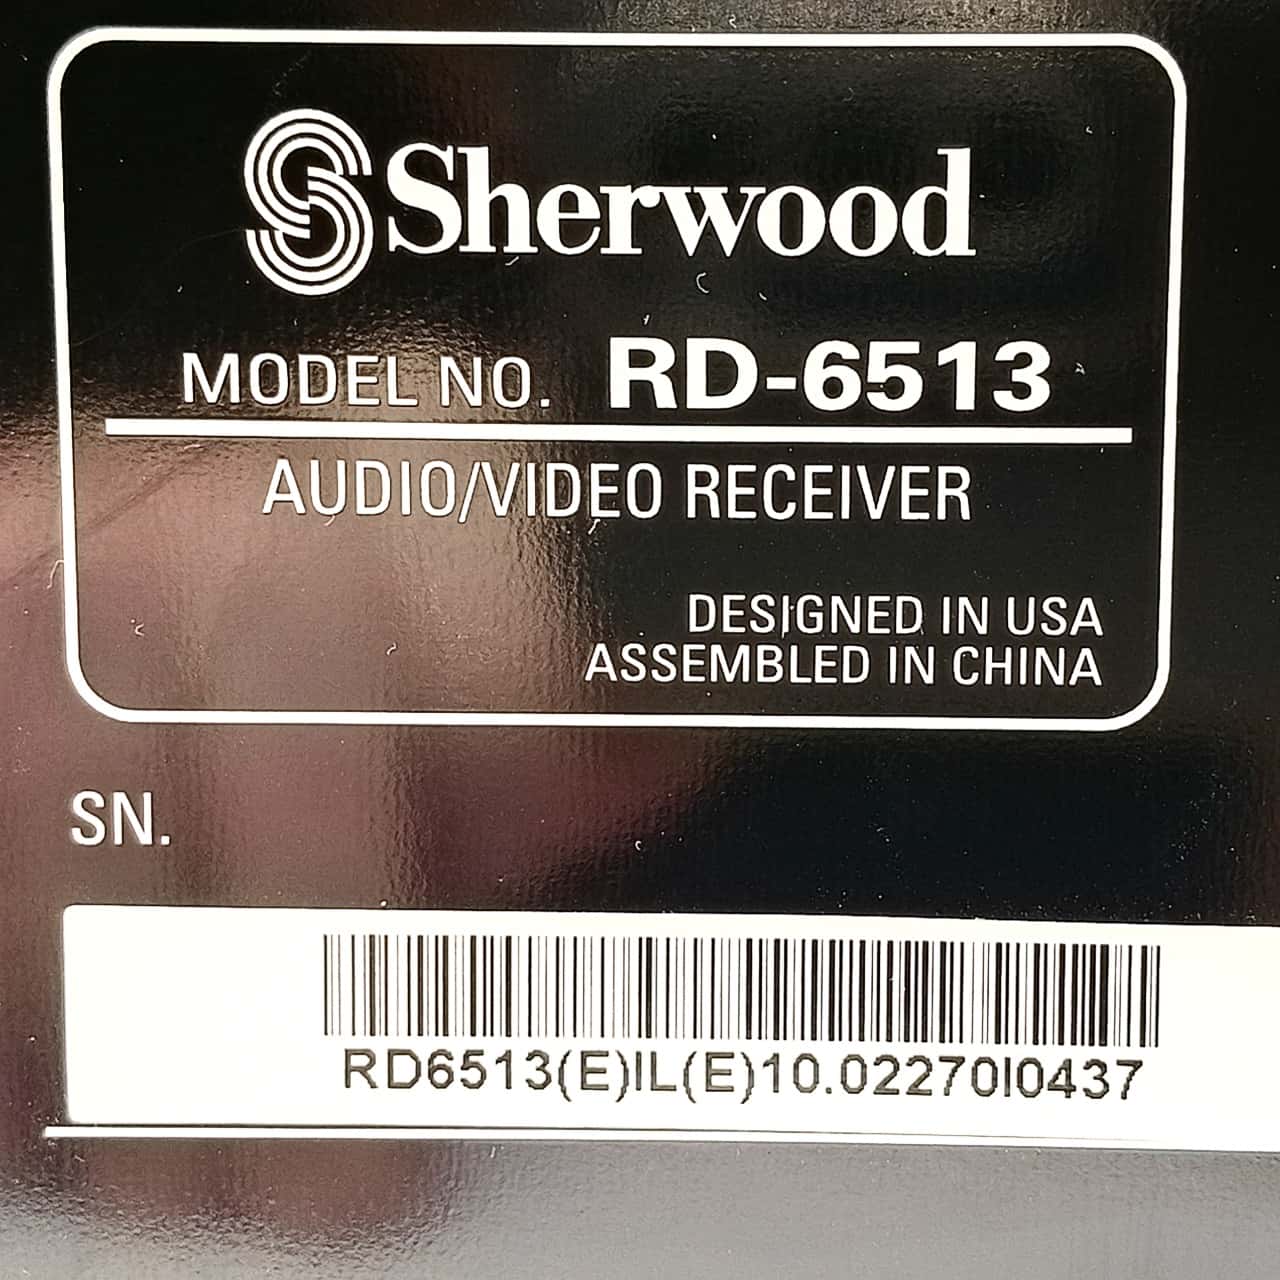 Sherwood
MODEL NO. RD-6513
AUDIO/VIDEO RECEIVER
DESIGNED IN USA
ASSEMBLED IN CHINA
SN.
RD6513(E)IL(E)10.02270I0437